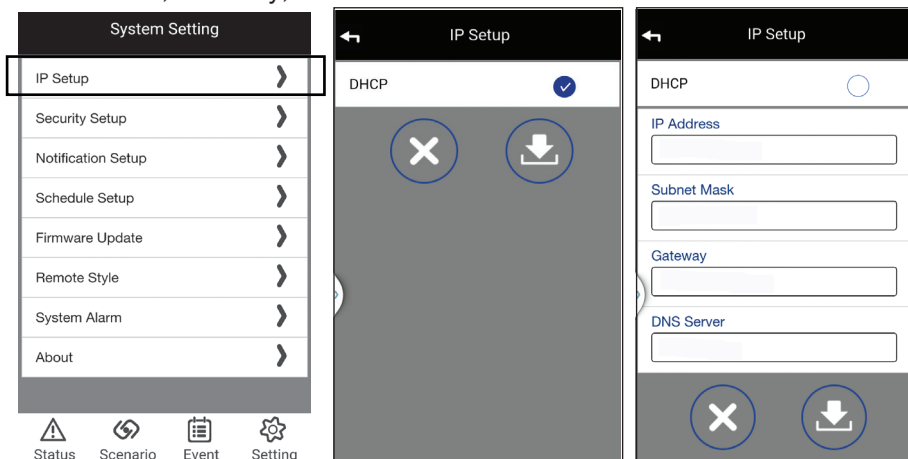 System Setting
IP Setup
Security Setup
Notification Setup
Schedule Setup
Firmware Update
Remote Style
System Alarm
About
Status Scenario Event Setting
IP Setup
DHCP
IP Setup
DHCP
IP Address
Subnet Mask
Gateway
DNS Server